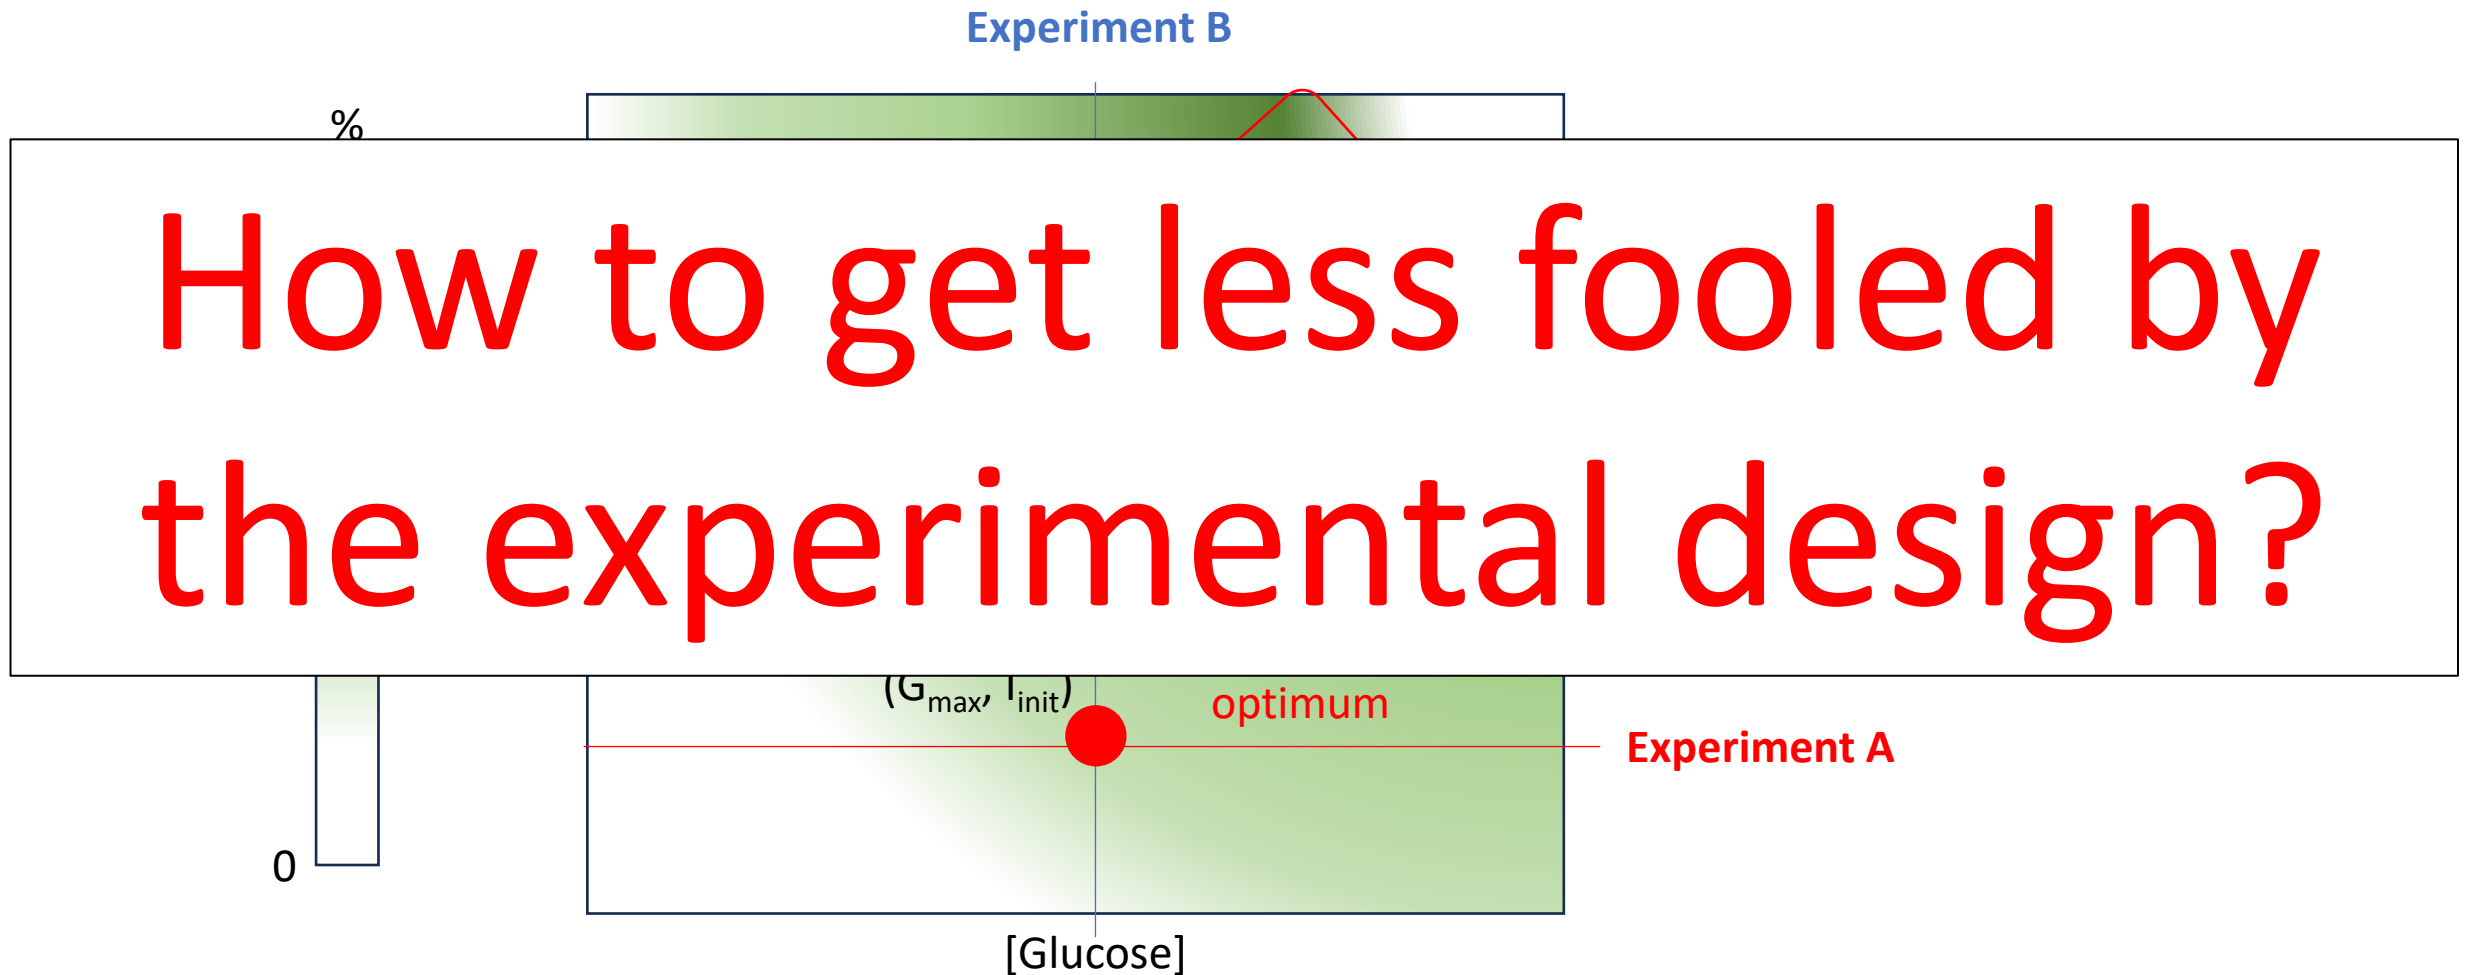 Experiment B
%
How to get less fooled by
the experimental design?
(Gmax, Tinit)
optimum
Experiment A
0
[Glucose]